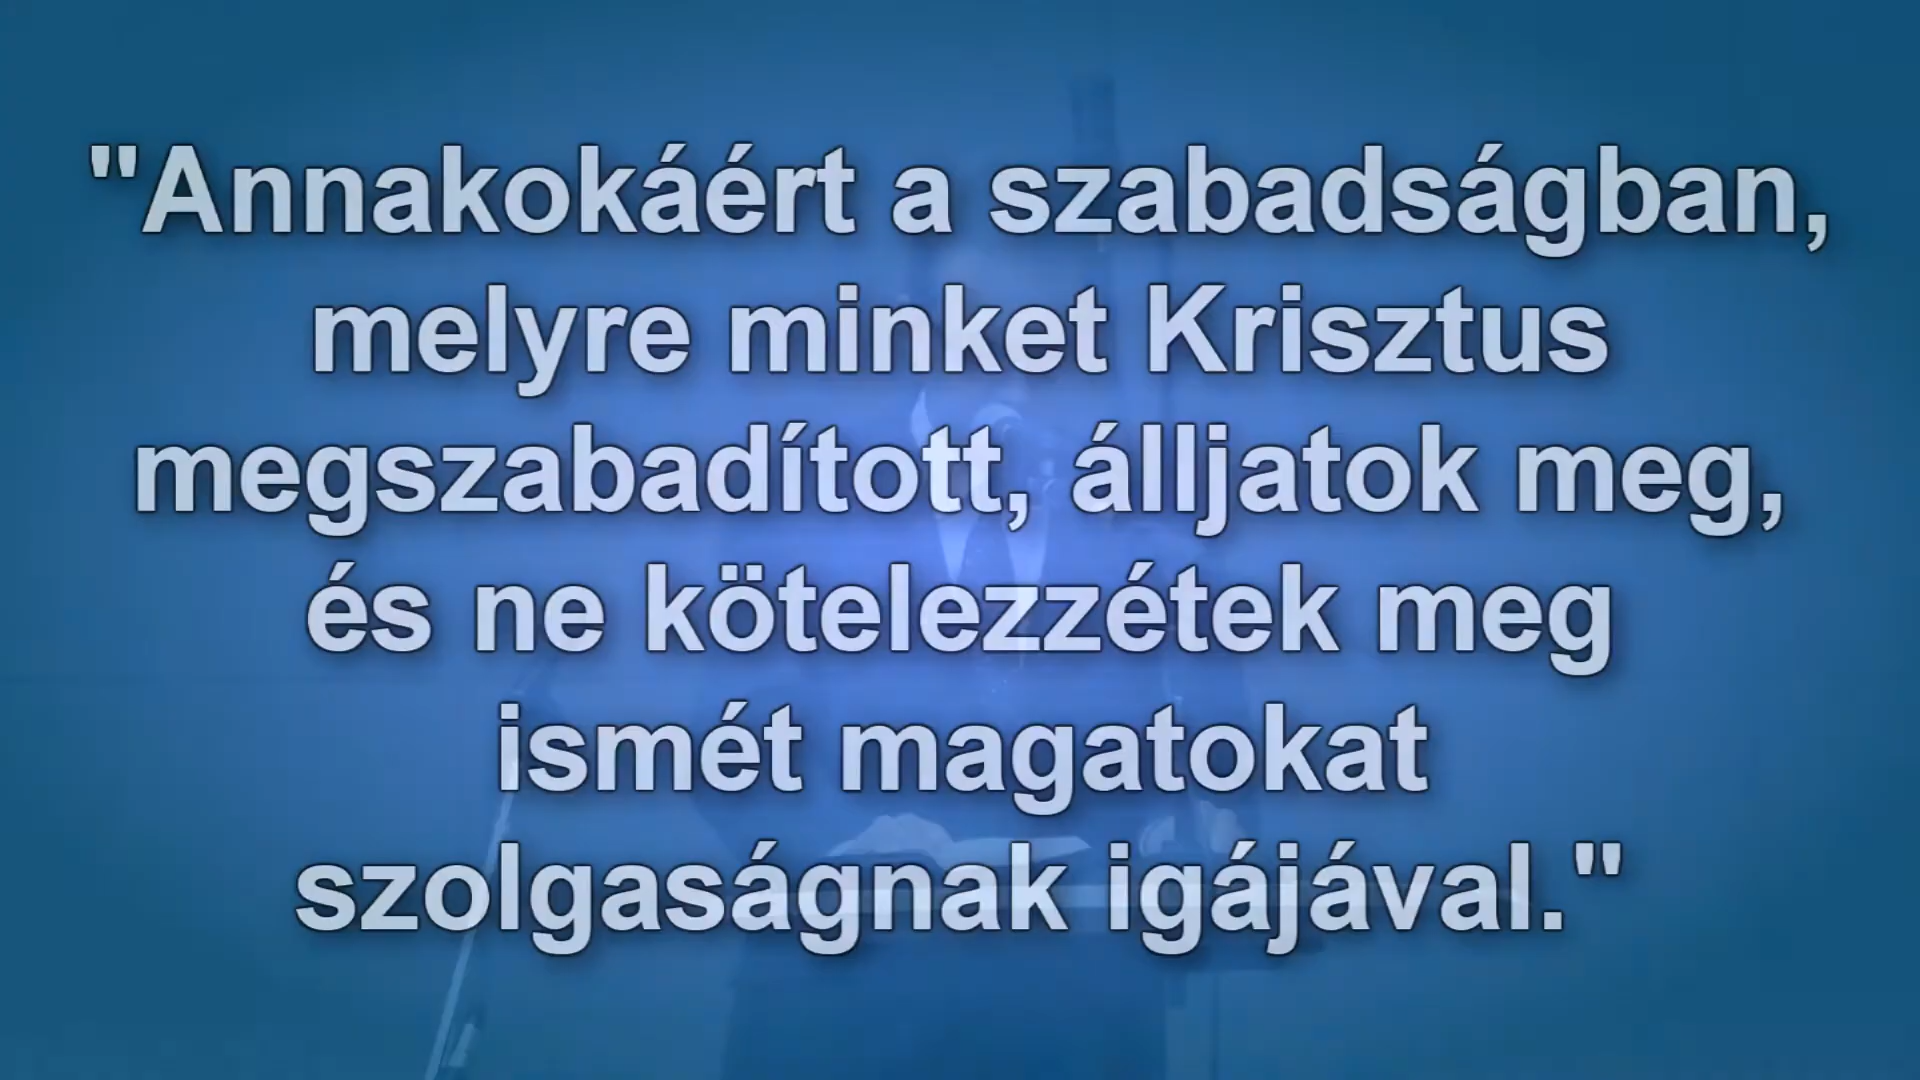 "Annakokáért a szabadságban,
melyre minket Krisztus
megszabadított, álljatok meg,
és ne kötelezzétek meg
ismét magatokat
szolgaságnak igájával."